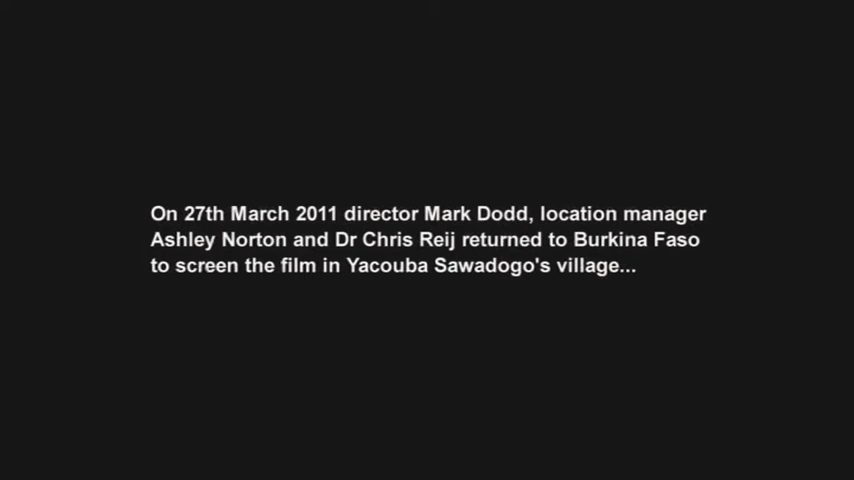 On 27th March 2011 director Mark Dodd, location manager
Ashley Norton and Dr Chris Reij returned to Burkina Faso
to screen the film in Yacouba Sawadogo's village...